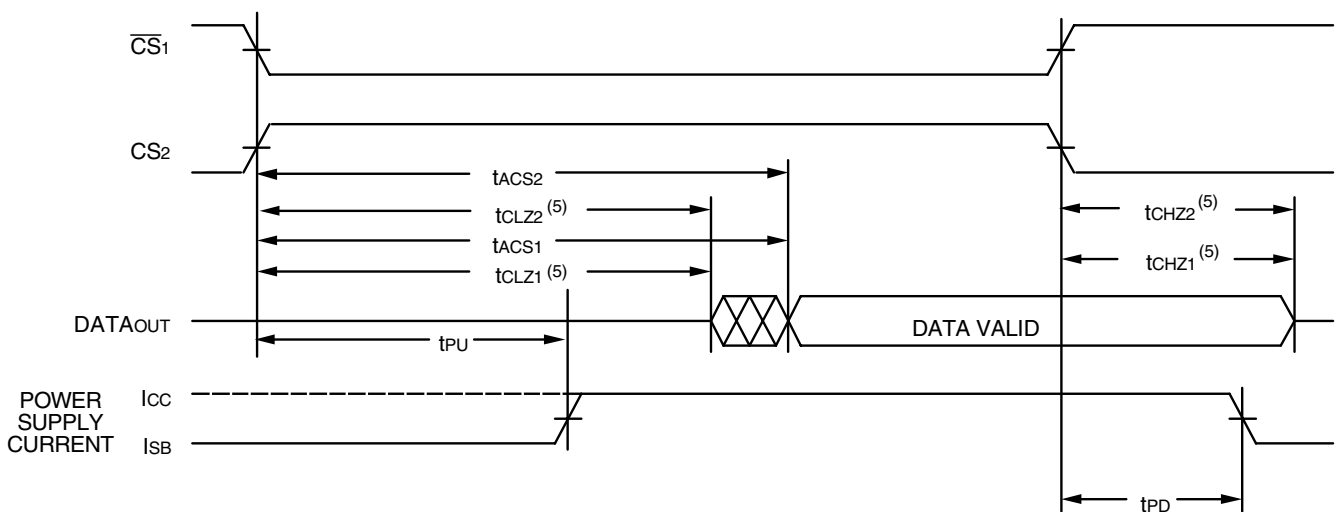 CS1
CS2
tACS2
tCLZ2 (5)
tCHZ2 (5)
tACS1
tCLZ1 (5)
tCHZ1 (5)
DATAOUT
DATA VALID
tPU
POWER SUPPLY CURRENT
ICC
ISB
tPD